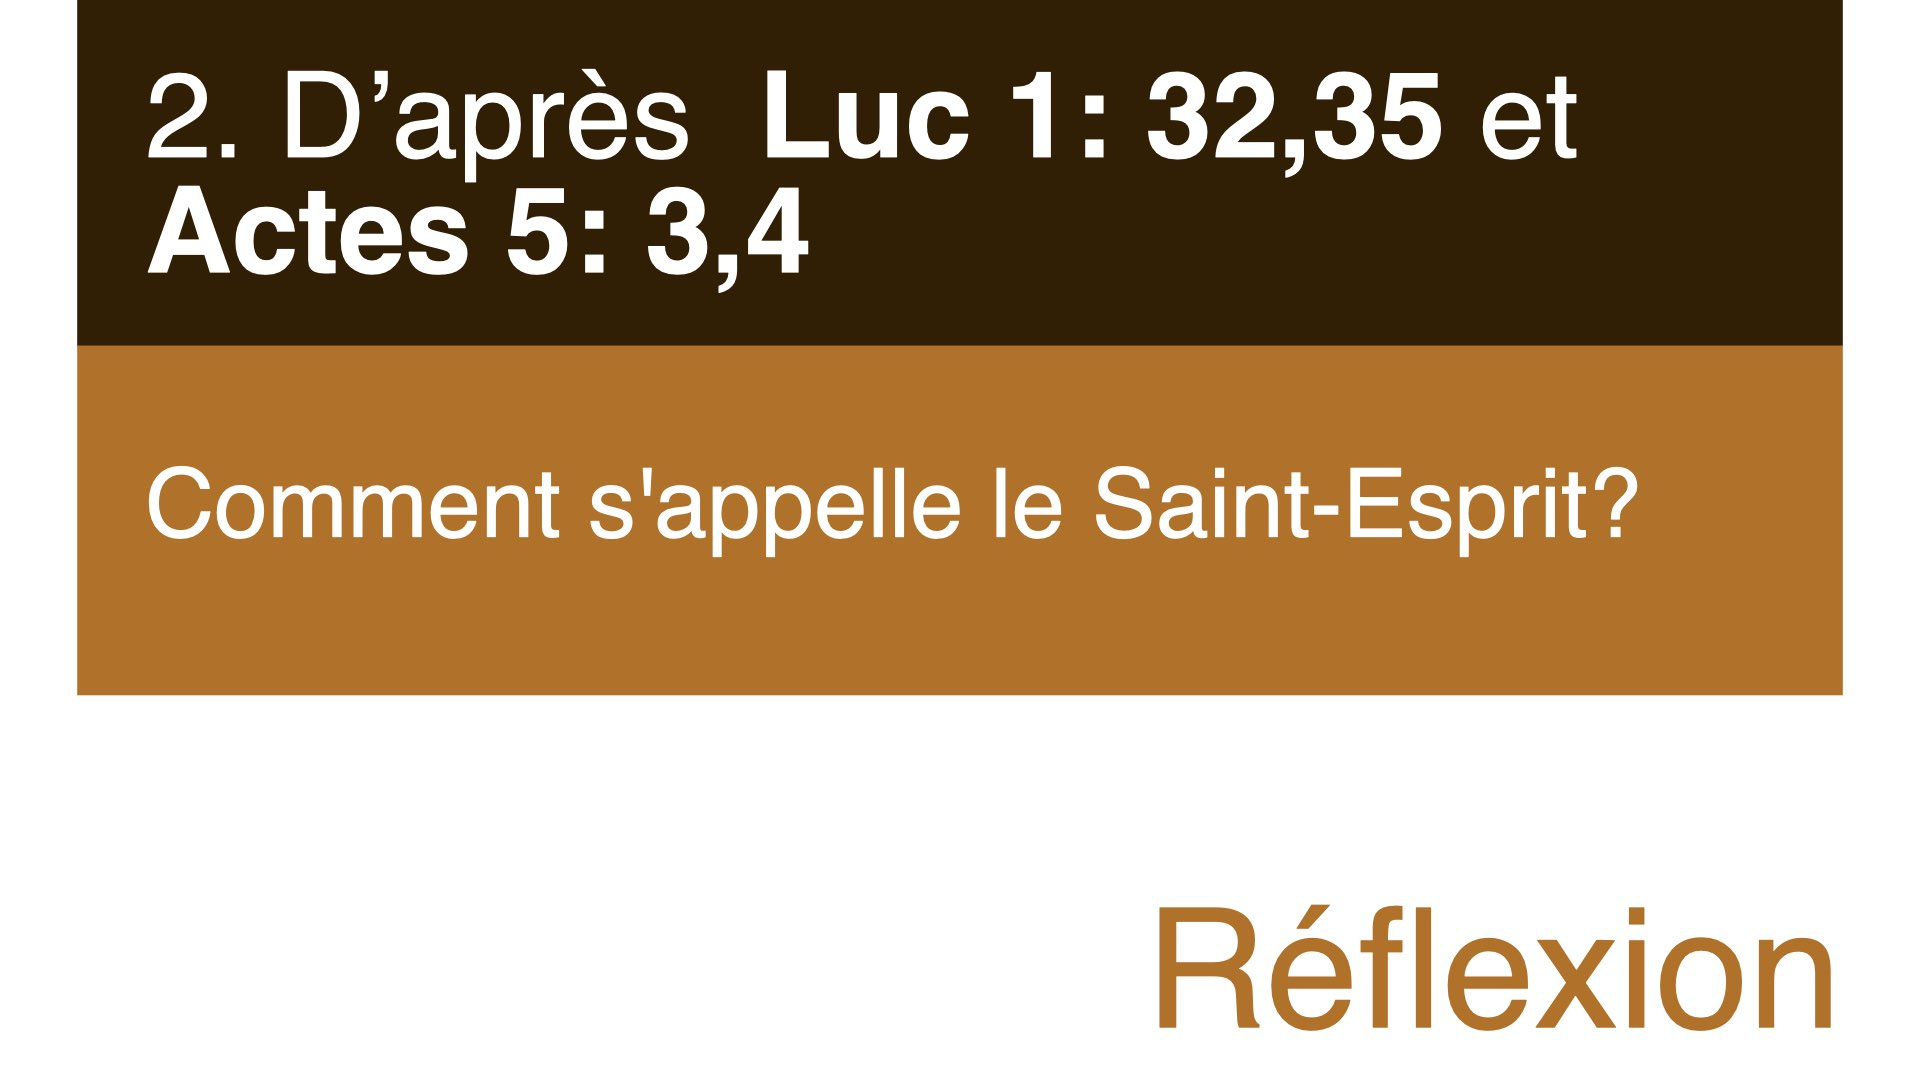 2. D’après  Luc 1: 32,35 et
Actes 5: 3,4
Comment s'appelle le Saint-Esprit?
Réflexion